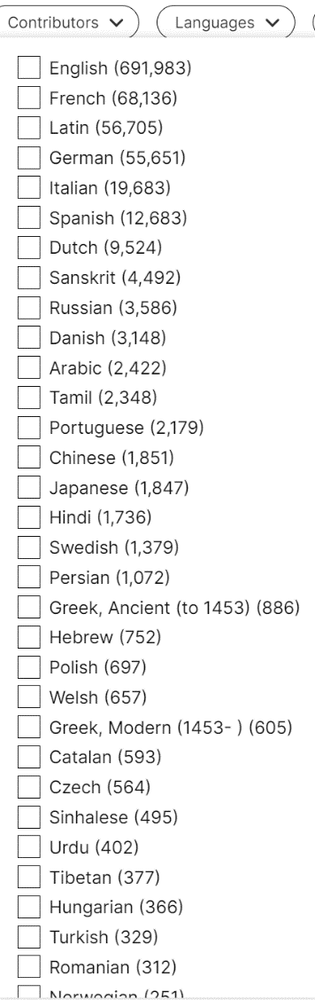 Contributors Languages
English (691,983)
French (68,136)
Latin (56,705)
German (55,651)
Italian (19,683)
Spanish (12,683)
Dutch (9,524)
Sanskrit (4,492)
Russian (3,586)
Danish (3,148)
Arabic (2,422)
Tamil (2,348)
Portuguese (2,179)
Chinese (1,851)
Japanese (1,847)
Hindi (1,736)
Swedish (1,379)
Persian (1,072)
Greek, Ancient (to 1453) (886)
Hebrew (752)
Polish (697)
Welsh (657)
Greek, Modern (1453- ) (605)
Catalan (593)
Czech (564)
Sinhalese (495)
Urdu (402)
Tibetan (377)
Hungarian (366)
Turkish (329)
Romanian (312)
Norwegian (251)